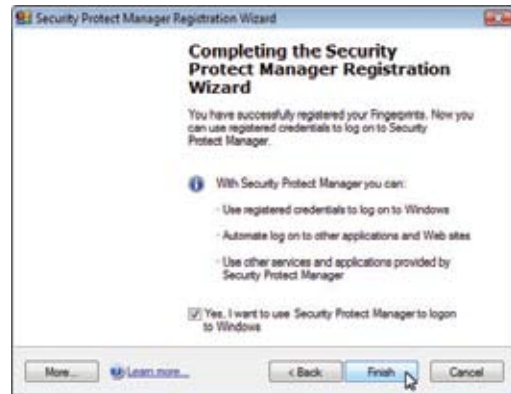 Security Protect Manager Registration Wizard
Completing the Security
Protect Manager Registration
Wizard
You have successfully registered your Fingerprints. Now you
can use registered credentials to log on to Security
Protect Manager.
With Security Protect Manager you can:
· Use registered credentials to log on to Windows
· Automate log on to other applications and Web sites
· Use other services and applications provided by
Security Protect Manager
Yes, I want to use Security Protect Manager to logon
to Windows
More... Learn more... < Back Finish Cancel